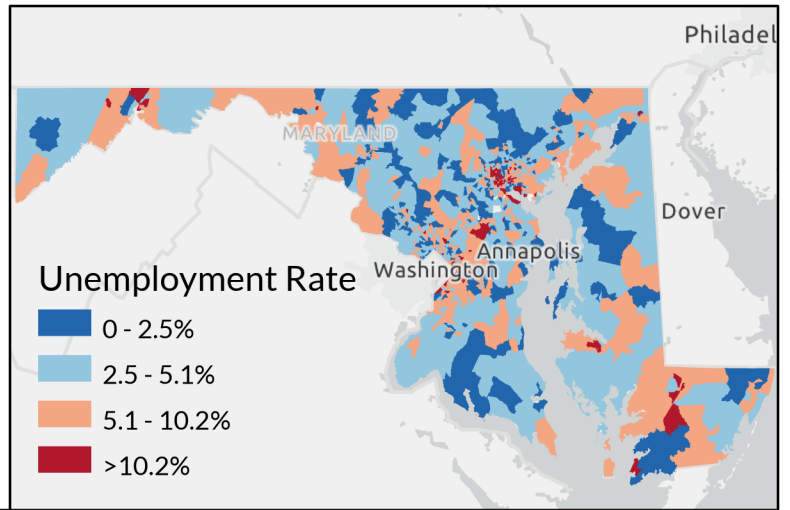 Philadel
MARYLAND
Dover
Annapolis
Washington
Unemployment Rate
0 - 2.5%
2.5 - 5.1%
5.1 - 10.2%
>10.2%